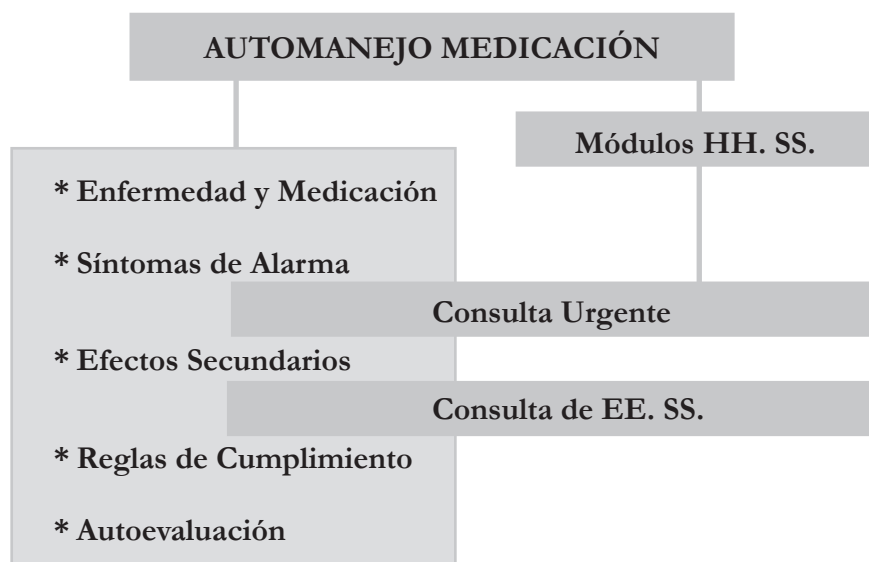 AUTOMANEJO MEDICACIÓN
Módulos HH. SS.
* Enfermedad y Medicación
* Síntomas de Alarma
Consulta Urgente
* Efectos Secundarios
Consulta de EE. SS.
* Reglas de Cumplimiento
* Autoevaluación